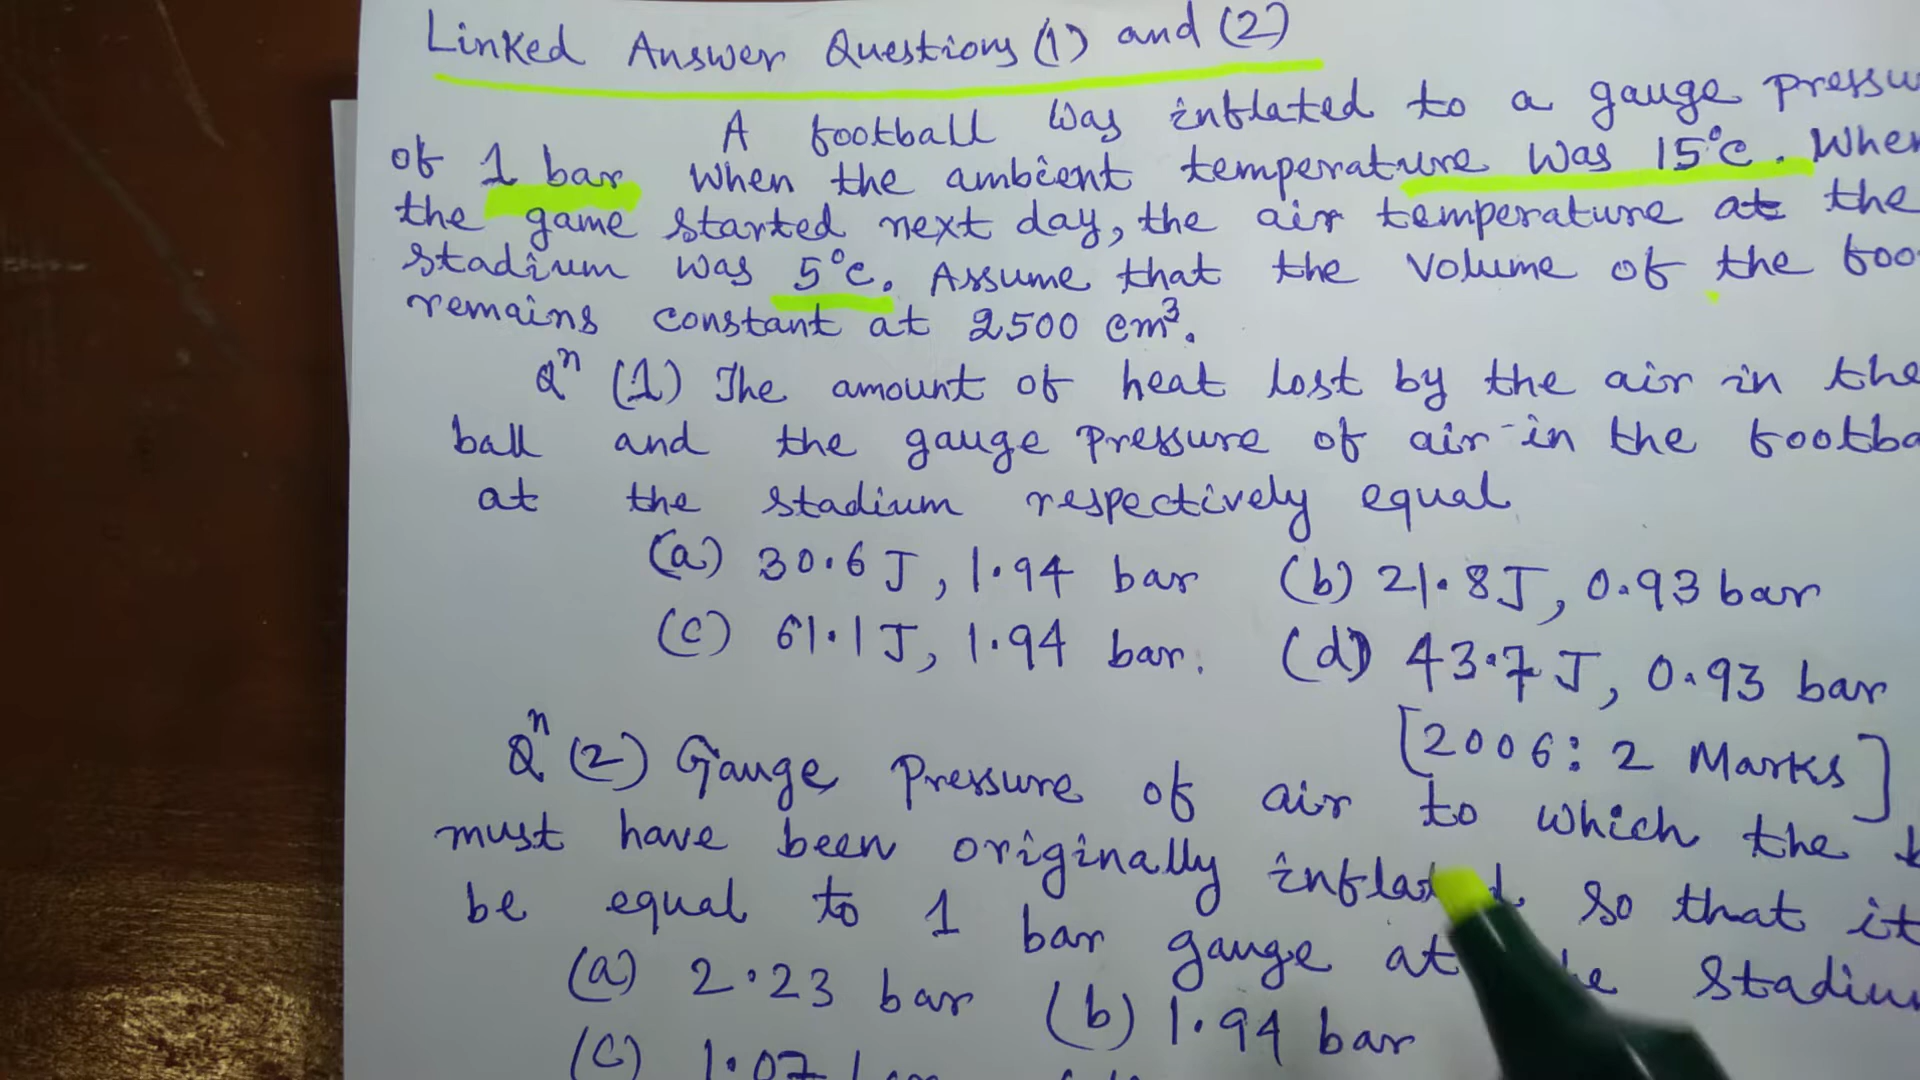 Linked Answer Questions (1) and (2)
A football was inflated to a gauge
of 1 bar when the ambient temperature was 15°C. When
the game started next day, the air temperature at the
stadium was 5°C. Assume that the volume of the
remains constant at 2500 cm³.
Qⁿ (1) The amount of heat lost by the air in the
ball and the gauge pressure of air in the
at the stadium respectively equal
(a) 30.6 J, 1.94 bar (b) 21.8 J, 0.93 bar
(c) 61.1 J, 1.94 bar. (d) 43.7 J, 0.93 bar
[2006: 2 Marks]
Qⁿ (2) Gauge pressure of air to which the
must have been originally so that it
be equal to 1 bar gauge at
(a) 2.23 bar (b) 1.94 bar
(c) 1.07